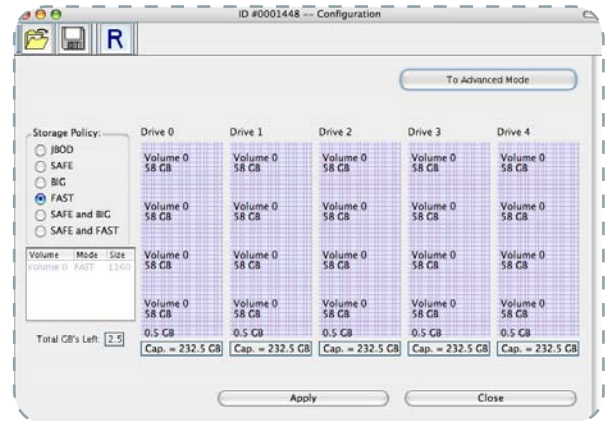 ID #0001448 -- Configuration
R
To Advanced Mode
Storage Policy:
JBOD
SAFE
BIG
FAST
SAFE and BIG
SAFE and FAST
Volume Mode Size
Volume 0 FAST 1160
Total GB's Left: 2.5
Drive 0 Drive 1 Drive 2 Drive 3 Drive 4
Volume 0 Volume 0 Volume 0 Volume 0 Volume 0
58 GB 58 GB 58 GB 58 GB 58 GB
Volume 0 Volume 0 Volume 0 Volume 0 Volume 0
58 GB 58 GB 58 GB 58 GB 58 GB
Volume 0 Volume 0 Volume 0 Volume 0 Volume 0
58 GB 58 GB 58 GB 58 GB 58 GB
Volume 0 Volume 0 Volume 0 Volume 0 Volume 0
58 GB 58 GB 58 GB 58 GB 58 GB
0.5 GB 0.5 GB 0.5 GB 0.5 GB 0.5 GB
Cap. = 232.5 GB Cap. = 232.5 GB Cap. = 232.5 GB Cap. = 232.5 GB Cap. = 232.5 GB
Apply Close